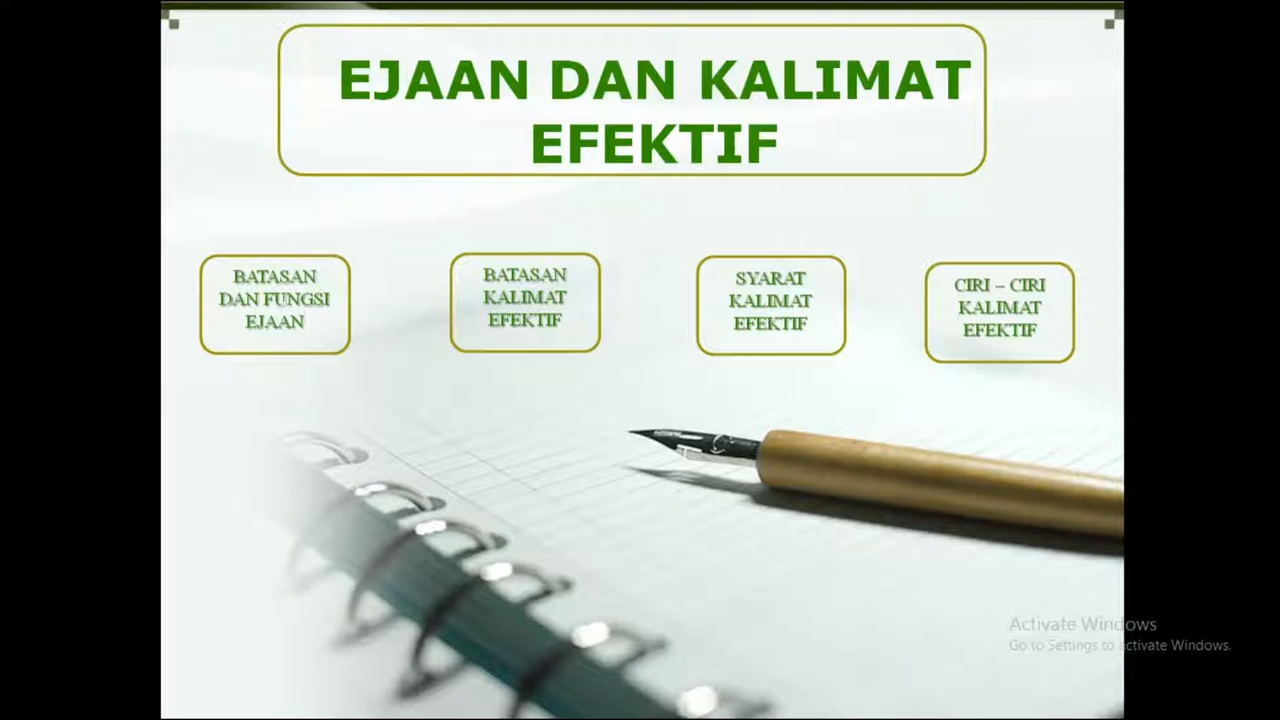 EJAAN DAN KALIMAT
EFEKTIF
BATASAN
DAN FUNGSI
EJAAN
BATASAN
KALIMAT
EFEKTIF
SYARAT
KALIMAT
EFEKTIF
CIRI – CIRI
KALIMAT
EFEKTIF
Activate Windows
Go to Settings to activate Windows.